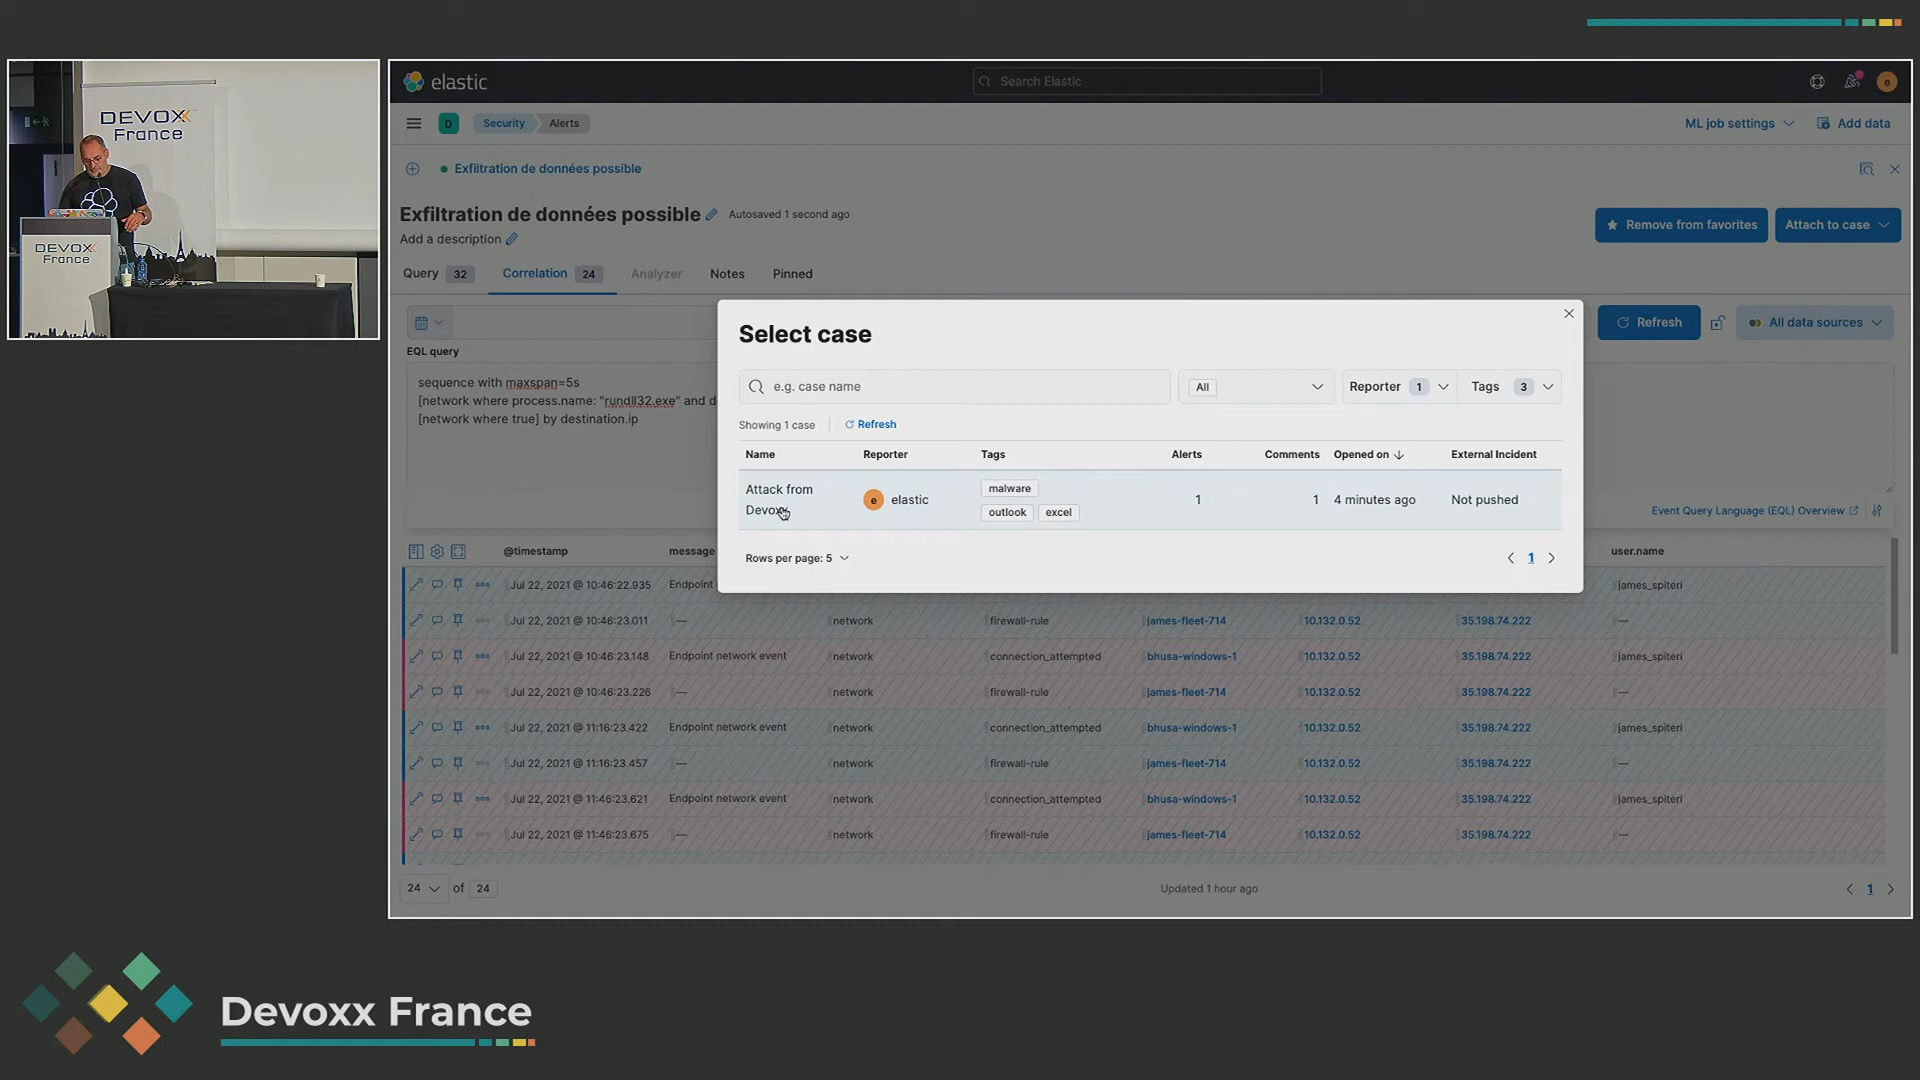 DEVOXX
France
DEVOXX
France
elastic
Search Elastic
e
D
Security
Alerts
ML job settings
Add data
Exfiltration de données possible
Exfiltration de données possible
Autosaved 1 second ago
Add a description
Remove from favorites
Attach to case
Query 32
Correlation 24
Analyzer
Notes
Pinned
Refresh
All data sources
EQL query
sequence with maxspan=5s
[network where process.name: "rundll32.exe" and d
[network where true] by destination.ip
Event Query Language (EQL) Overview
Select case
e.g. case name
All
Reporter 1
Tags 3
Showing 1 case
Refresh
Name Reporter Tags Alerts Comments Opened on External Incident
Attack from
Devoxx
e elastic
malware
outlook excel
1 1 4 minutes ago Not pushed
Rows per page: 5
1
@timestamp message user.name
Jul 22, 2021 @ 10:46:22.935 Endpoint james_spiteri
Jul 22, 2021 @ 10:46:23.011 — network firewall-rule james-fleet-714 10.132.0.52 35.198.74.222 —
Jul 22, 2021 @ 10:46:23.148 Endpoint network event network connection_attempted bhusa-windows-1 10.132.0.52 35.198.74.222 james_spiteri
Jul 22, 2021 @ 10:46:23.226 — network firewall-rule james-fleet-714 10.132.0.52 35.198.74.222 —
Jul 22, 2021 @ 11:16:23.422 Endpoint network event network connection_attempted bhusa-windows-1 10.132.0.52 35.198.74.222 james_spiteri
Jul 22, 2021 @ 11:16:23.457 — network firewall-rule james-fleet-714 10.132.0.52 35.198.74.222 —
Jul 22, 2021 @ 11:46:23.621 Endpoint network event network connection_attempted bhusa-windows-1 10.132.0.52 35.198.74.222 james_spiteri
Jul 22, 2021 @ 11:46:23.675 — network firewall-rule james-fleet-714 10.132.0.52 35.198.74.222 —
24 of 24
Updated 1 hour ago
1
Devoxx France